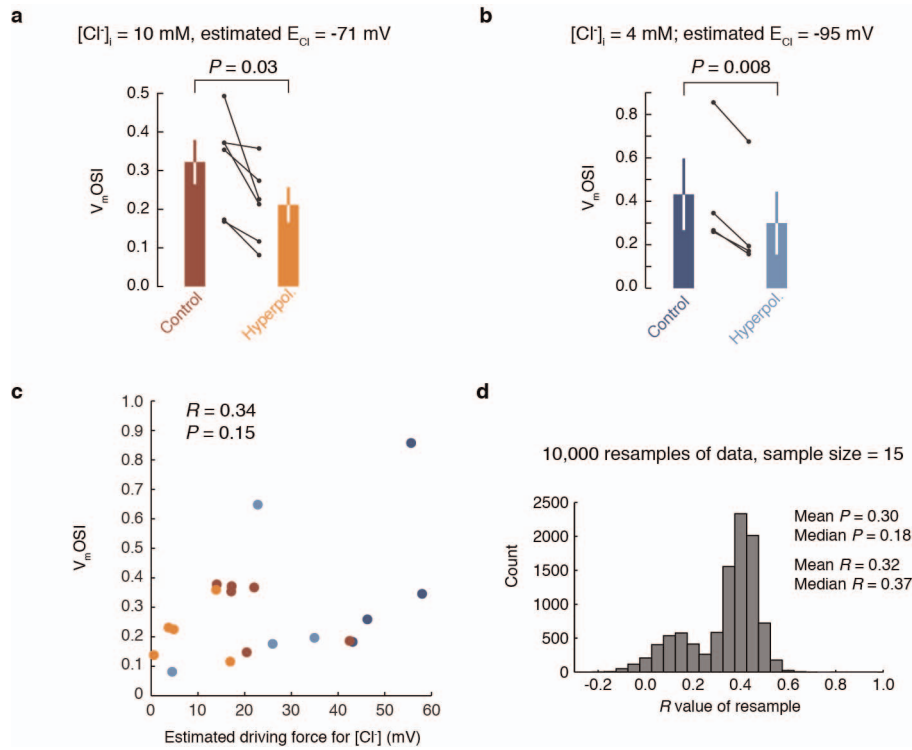 a
[Cl⁻]i = 10 mM, estimated ECl = -71 mV
P = 0.03
0.5
0.4
0.3
0.2
0.1
0.0
VmOSI
Control
Hyperpol.
b
[Cl⁻]i = 4 mM; estimated ECl = -95 mV
P = 0.008
0.8
0.6
0.4
0.2
0.0
VmOSI
Control
Hyperpol.
c
R = 0.34
P = 0.15
1.0
0.9
0.8
0.7
0.6
0.5
0.4
0.3
0.2
0.1
0
VmOSI
0 10 20 30 40 50 60
Estimated driving force for [Cl⁻] (mV)
d
10,000 resamples of data, sample size = 15
Mean P = 0.30
Median P = 0.18
Mean R = 0.32
Median R = 0.37
2500
2000
1500
1000
500
0
Count
-0.2 0.0 0.2 0.4 0.6 0.8 1.0
R value of resample